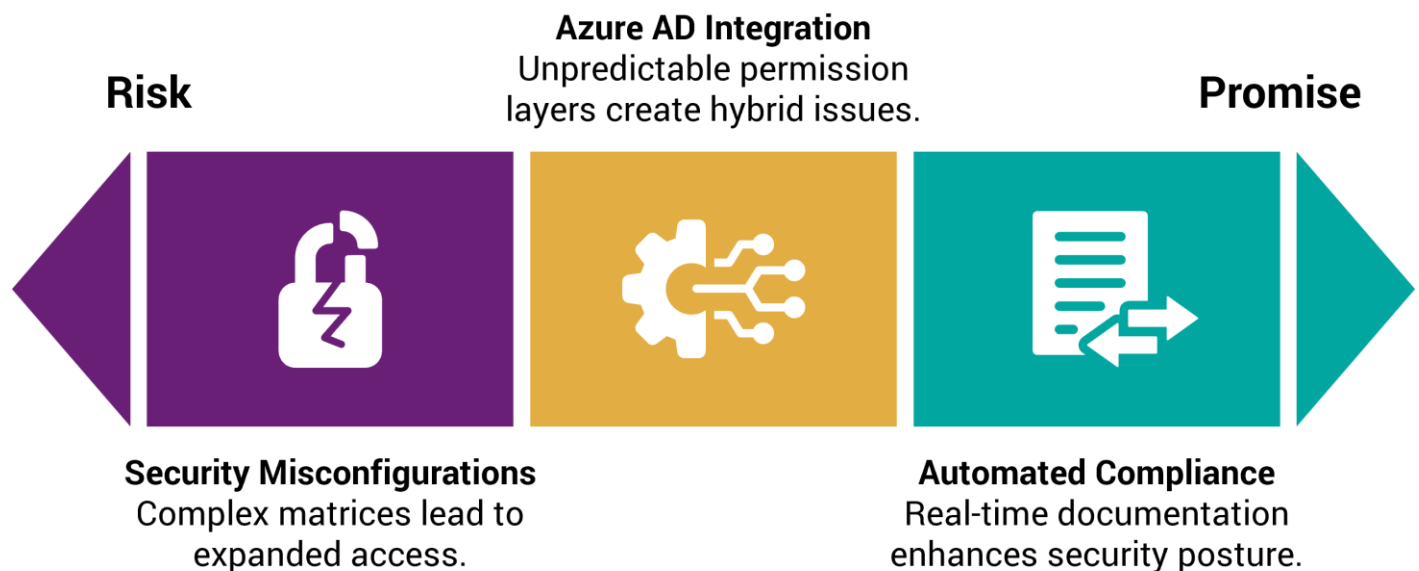 Azure AD Integration
Unpredictable permission
layers create hybrid issues.
Risk
Promise
Security Misconfigurations
Complex matrices lead to
expanded access.
Automated Compliance
Real-time documentation
enhances security posture.